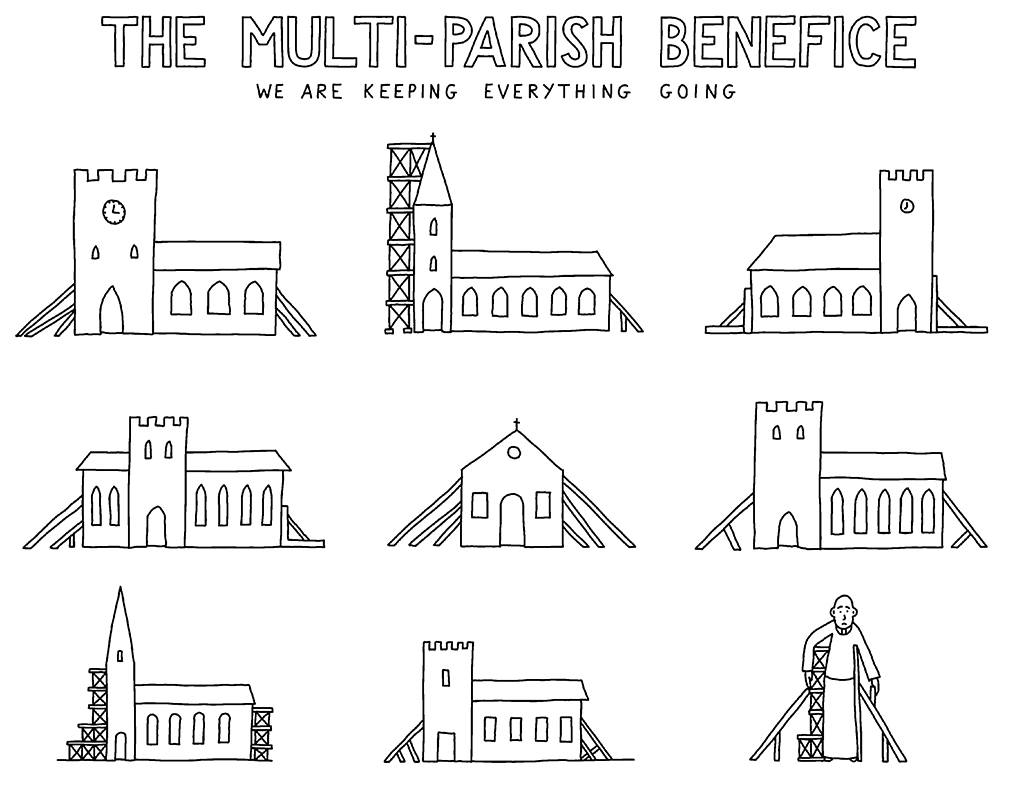 THE MULTI-PARISH BENEFICE
WE ARE KEEPING EVERYTHING GOING